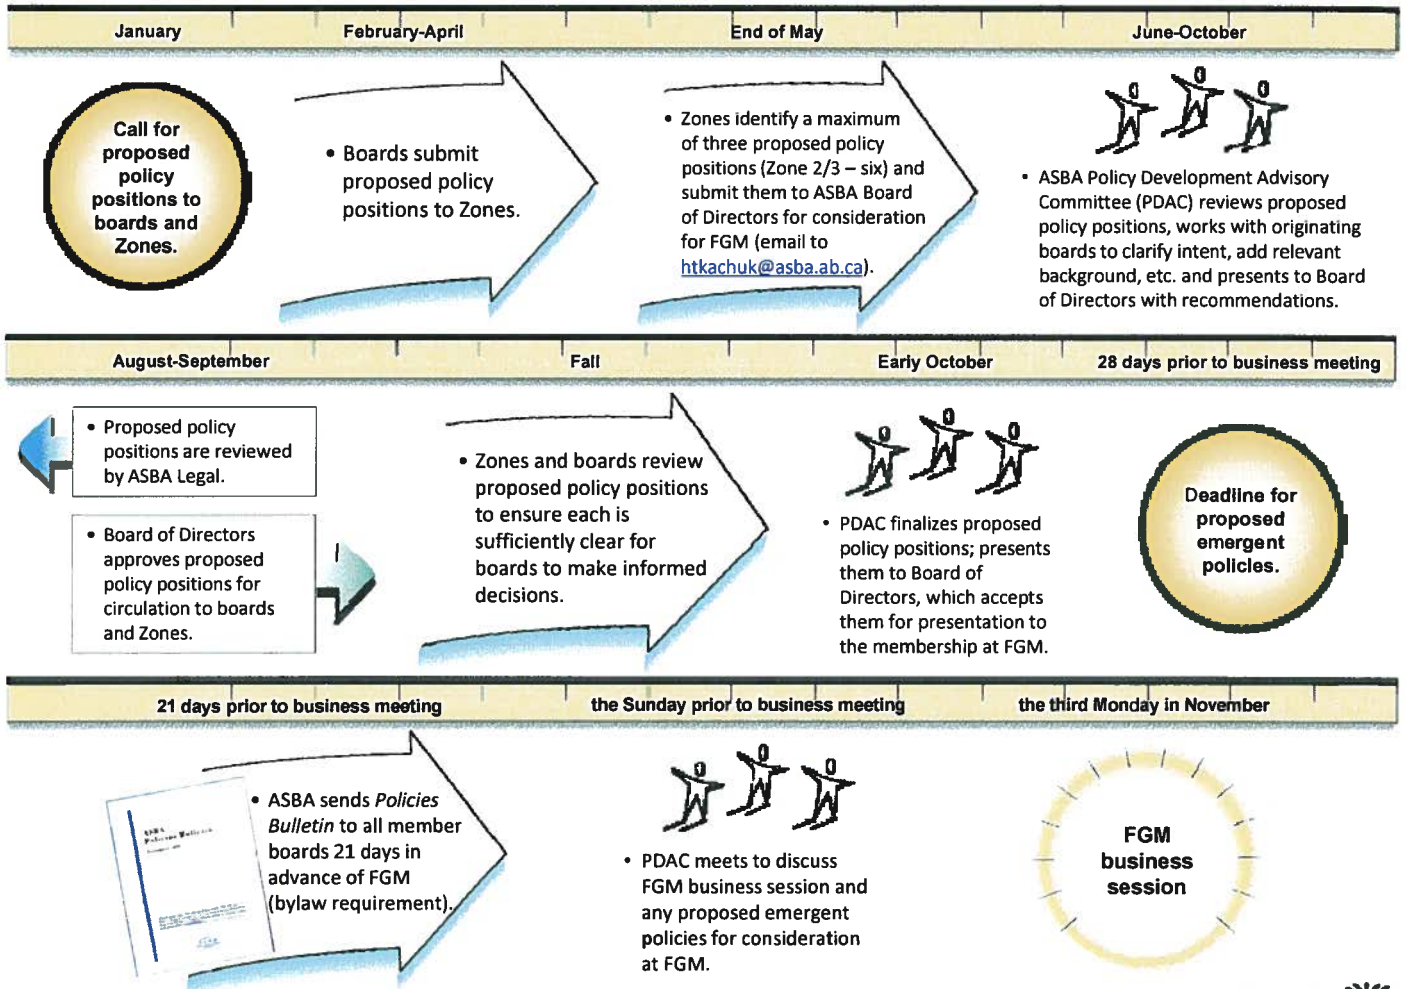 January
February-April
End of May
June-October
Call for
proposed
policy
positions to
boards and
Zones.
• Boards submit
proposed policy
positions to Zones.
• Zones identify a maximum
of three proposed policy
positions (Zone 2/3 – six) and
submit them to ASBA Board
of Directors for consideration
for FGM (email to
htkachuk@asba.ab.ca).
• ASBA Policy Development Advisory
Committee (PDAC) reviews proposed
policy positions, works with originating
boards to clarify intent, add relevant
background, etc. and presents to Board
of Directors with recommendations.
August-September
Fall
Early October
28 days prior to business meeting
• Proposed policy
positions are reviewed
by ASBA Legal.
• Board of Directors
approves proposed
policy positions for
circulation to boards
and Zones.
• Zones and boards review
proposed policy positions
to ensure each is
sufficiently clear for
boards to make informed
decisions.
• PDAC finalizes proposed
policy positions; presents
them to Board of
Directors, which accepts
them for presentation to
the membership at FGM.
Deadline for
proposed
emergent
policies.
21 days prior to business meeting
the Sunday prior to business meeting
the third Monday in November
ASBA
Policies Bulletin
• ASBA sends Policies
Bulletin to all member
boards 21 days in
advance of FGM
(bylaw requirement).
• PDAC meets to discuss
FGM business session and
any proposed emergent
policies for consideration
at FGM.
FGM
business
session